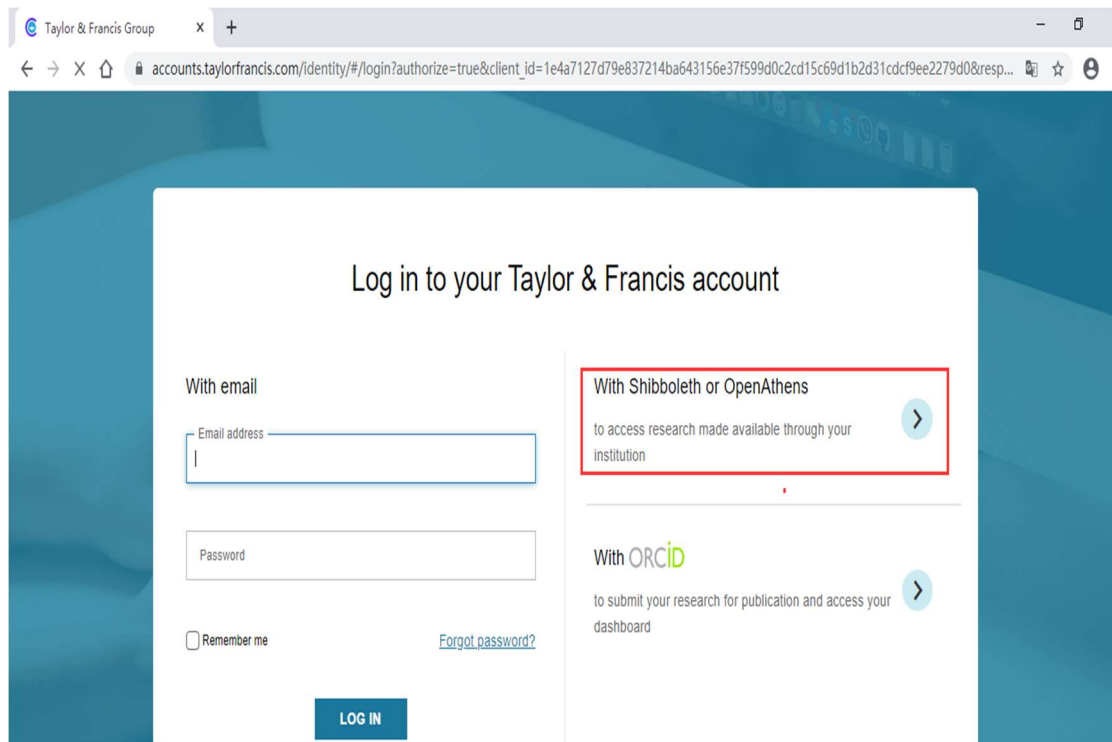 Taylor & Francis Group
accounts.taylorfrancis.com/identity/#/login?authorize=true&client_id=1e4a7127d79e837214ba643156e37f599d0c2cd15c69d1b2d31cdcf9ee2279d0&resp...
Log in to your Taylor & Francis account
With email
Email address
Password
Remember me
Forgot password?
LOG IN
With Shibboleth or OpenAthens
to access research made available through your
institution
With ORCiD
to submit your research for publication and access your
dashboard